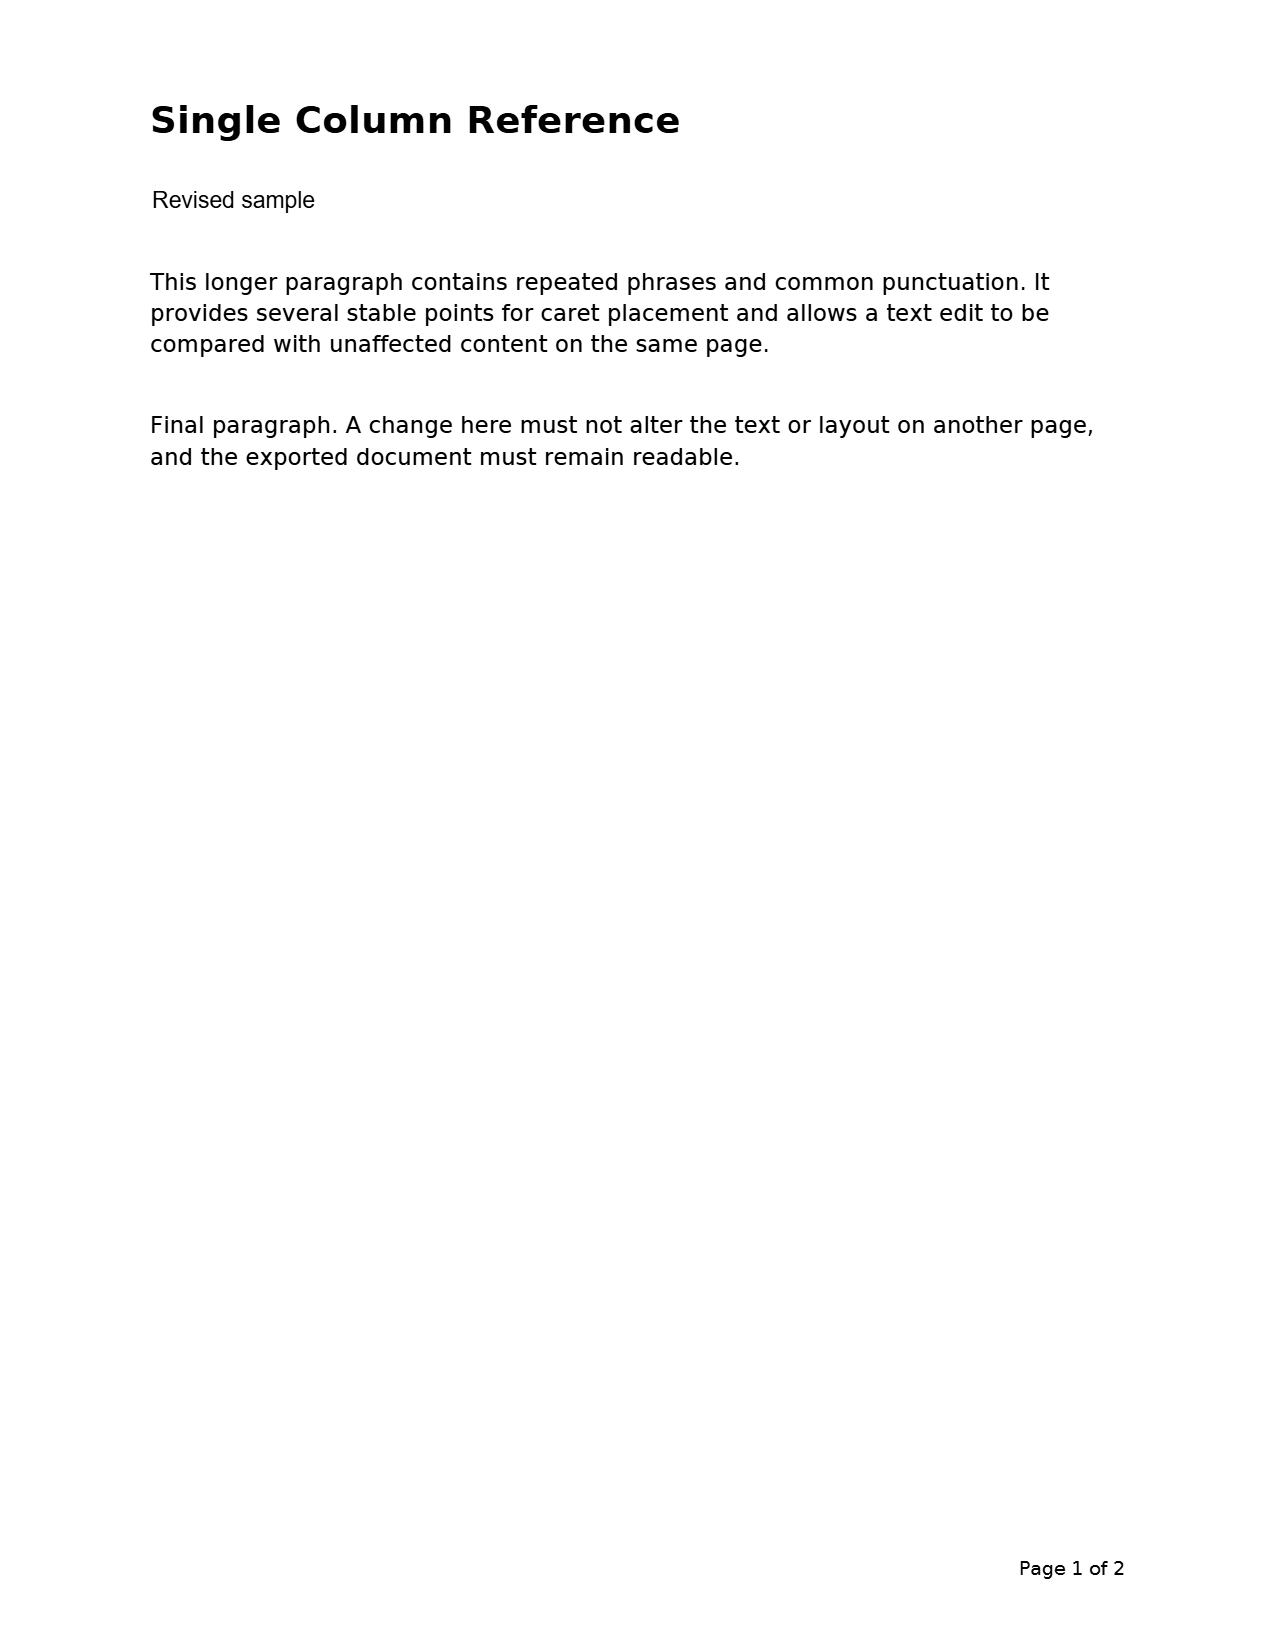 Single Column Reference
Revised sample
This longer paragraph contains repeated phrases and common punctuation. It
provides several stable points for caret placement and allows a text edit to be
compared with unaffected content on the same page.
Final paragraph. A change here must not alter the text or layout on another page,
and the exported document must remain readable.
Page 1 of 2